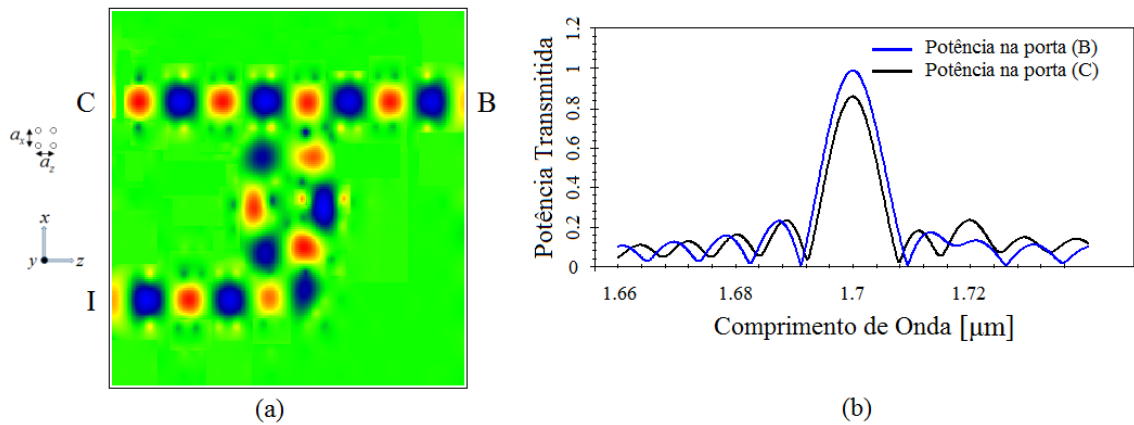 C
B
I
aₓ
a_z
x
y
z
(a)
Potência Transmitida
1.2
1
0.8
0.6
0.4
0.2
0
Potência na porta (B)
Potência na porta (C)
1.66
1.68
1.7
1.72
Comprimento de Onda [μm]
(b)